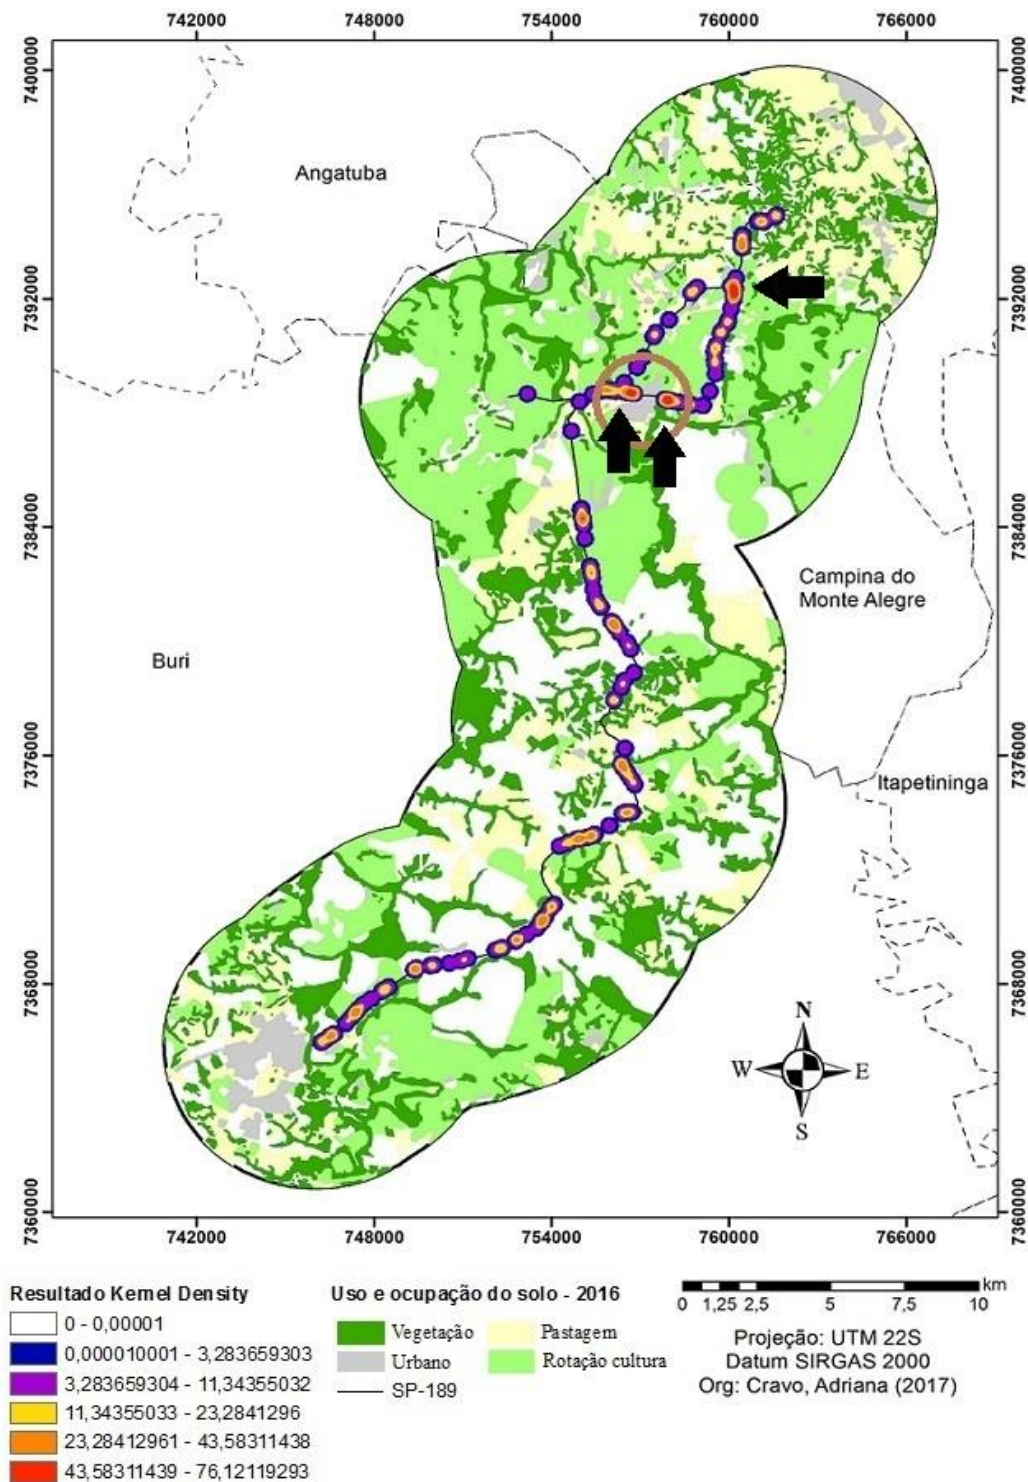 742000 748000 754000 760000 766000
7400000 7400000
Angatuba
7392000 7392000
7384000 7384000
Campina do
Monte Alegre
Buri
7376000 7376000
Itapetininga
7368000 7368000
N
W E
S
7360000 7360000
742000 748000 754000 760000 766000
Resultado Kernel Density
0 - 0,00001
0,000010001 - 3,283659303
3,283659304 - 11,34355032
11,34355033 - 23,2841296
23,28412961 - 43,58311438
43,58311439 - 76,12119293
Uso e ocupação do solo - 2016
Vegetação Pastagem
Urbano Rotação cultura
SP-189
km
0 1,25 2,5 5 7,5 10
Projeção: UTM 22S
Datum SIRGAS 2000
Org: Cravo, Adriana (2017)